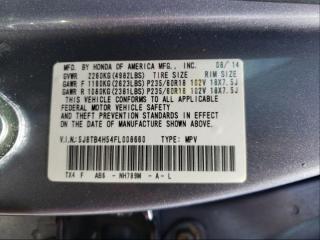 MFD. BY HONDA OF AMERICA MFG., INC. 08/14
GVWR 2260KG(4982LBS) TIRE SIZE RIM SIZE
GAWR F 1190KG(2623LBS) P235/60R18 102V 18X7.5J
GAWR R 1080KG(2381LBS) P235/60R18 102V 18X7.5J
THIS VEHICLE CONFORMS TO ALL APPLICABLE
FEDERAL MOTOR VEHICLE SAFETY AND THEFT
PREVENTION STANDARDS IN EFFECT ON THE DATE
OF MANUFACTURE SHOWN ABOVE.
V.I.N: 5J8TB4H54FL008660 TYPE: MPV
TX4 F AB6 - NH789M - A - L